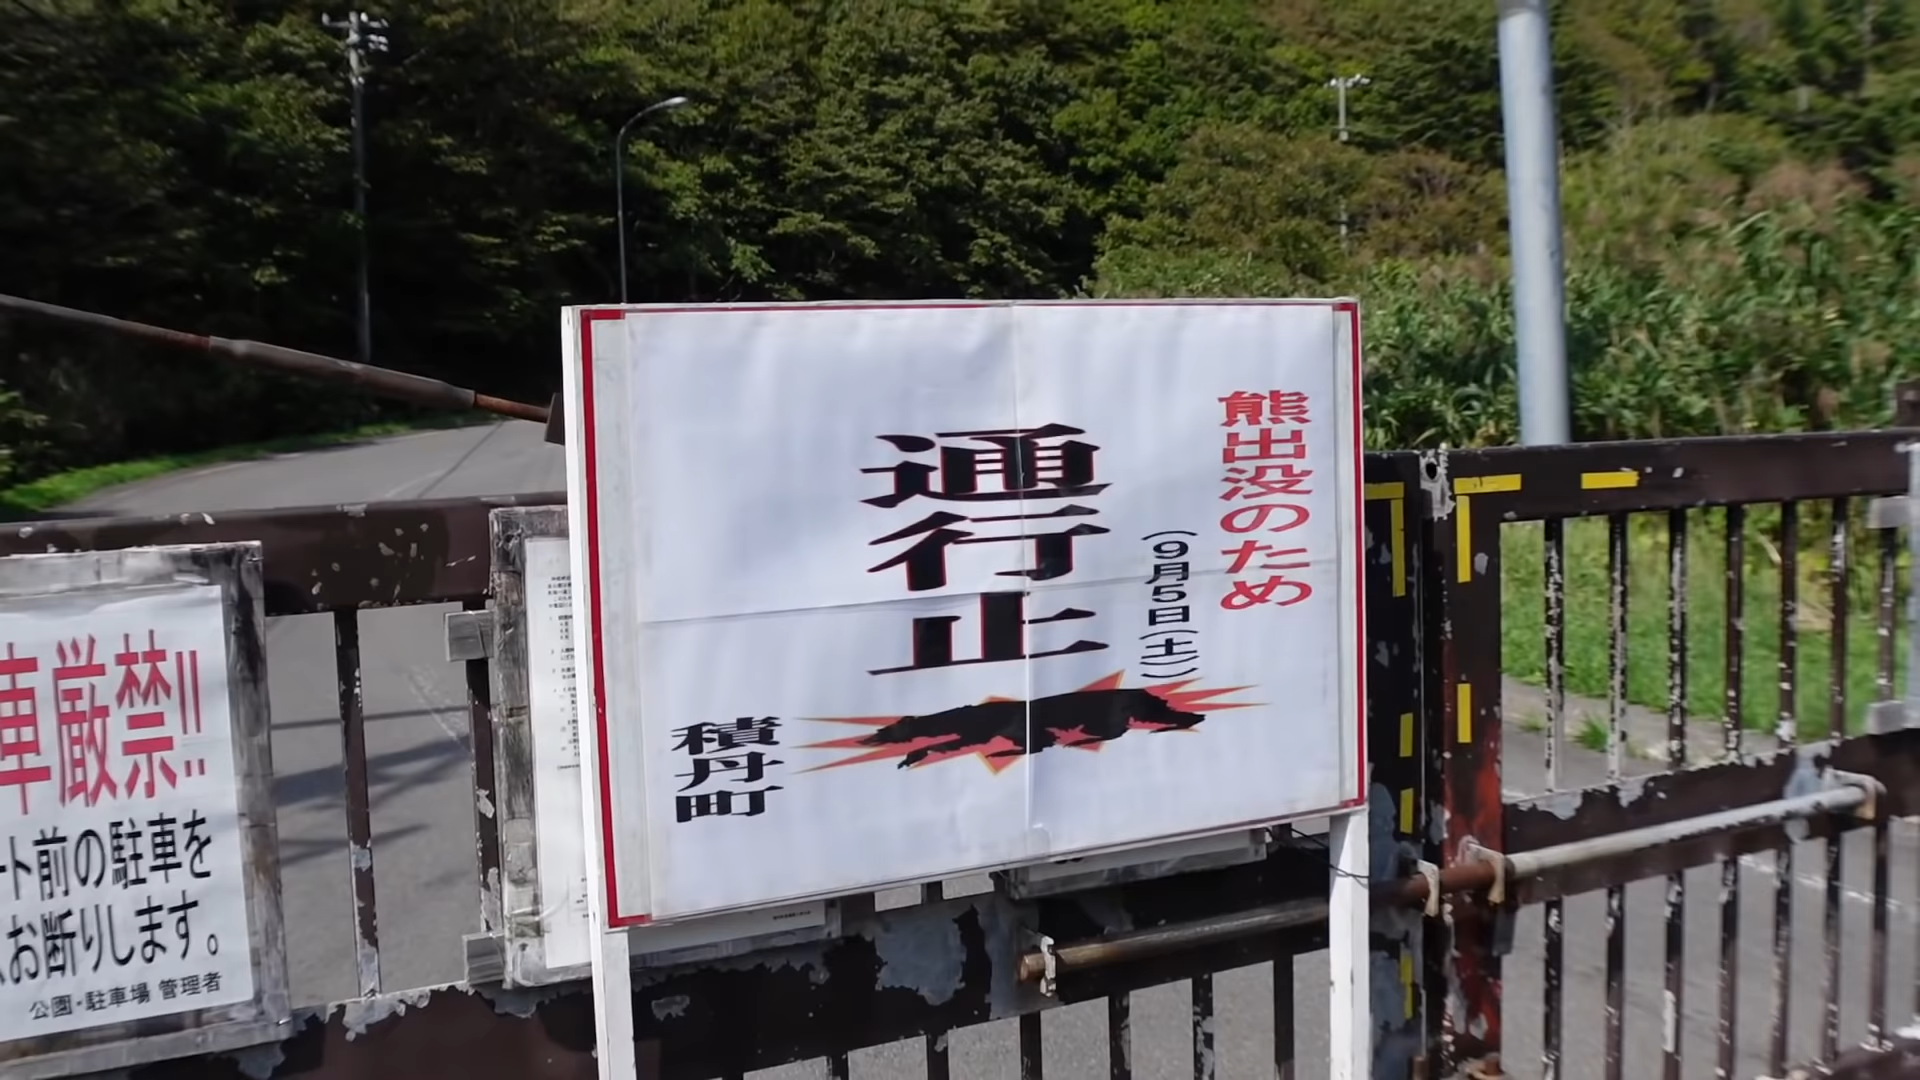 熊出没のため
(9月5日(土))
通行止
積丹町
車厳禁!!
ート前の駐車を
お断りします。
公園・駐車場 管理者